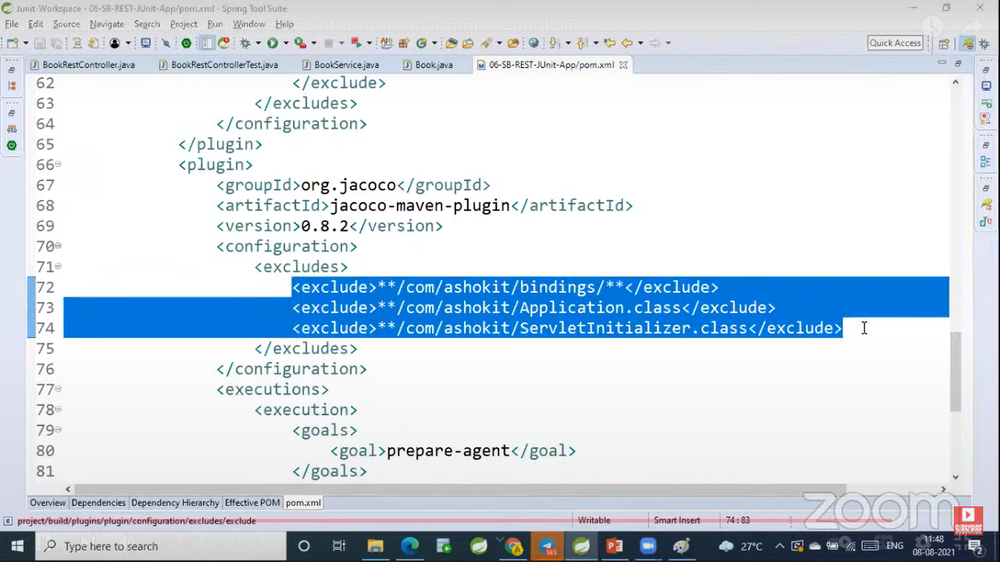 Junit-Workspace - 06-SB-REST-JUnit-App/pom.xml - Spring Tool Suite
File Edit Source Navigate Search Project Run Window Help
with Code Coverage | Ashok IT
Quick Access
BookRestController.java BookRestControllerTest.java BookService.java Book.java 06-SB-REST-JUnit-App/pom.xml
62 </exclude>
63 </excludes>
64 </configuration>
65 </plugin>
66 <plugin>
67 <groupId>org.jacoco</groupId>
68 <artifactId>jacoco-maven-plugin</artifactId>
69 <version>0.8.2</version>
70 <configuration>
71 <excludes>
72 <exclude>**/com/ashokit/bindings/**</exclude>
73 <exclude>**/com/ashokit/Application.class</exclude>
74 <exclude>**/com/ashokit/ServletInitializer.class</exclude>
75 </excludes>
76 </configuration>
77 <executions>
78 <execution>
79 <goals>
80 <goal>prepare-agent</goal>
81 </goals>
Overview Dependencies Dependency Hierarchy Effective POM pom.xml
zoom
project/build/plugins/plugin/configuration/excludes/exclude
Writable Smart Insert 74 : 83
SUBSCRIBE
Type here to search
585
27°C
ENG
11:48
08-08-2021
2